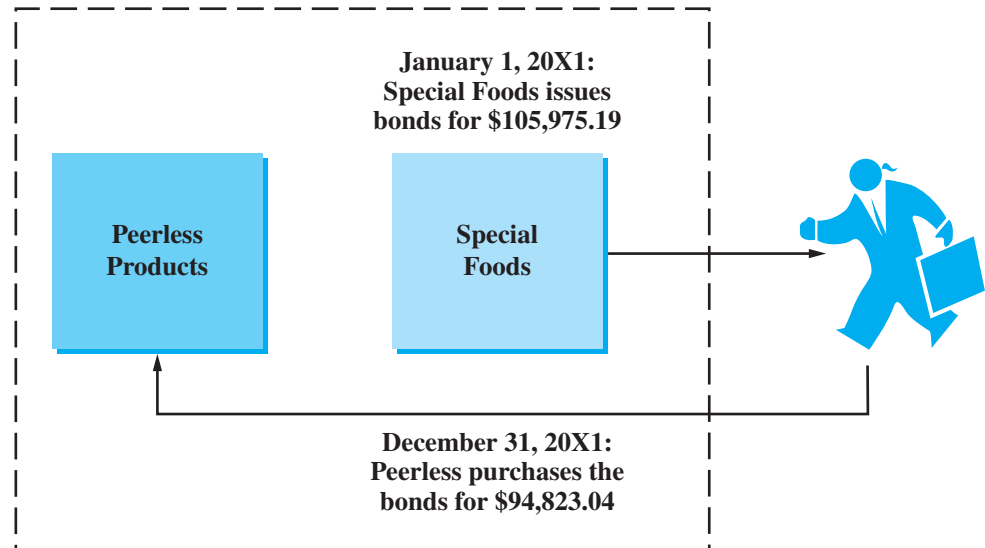 January 1, 20X1:
Special Foods issues
bonds for $105,975.19
Peerless
Products
Special
Foods
December 31, 20X1:
Peerless purchases the
bonds for $94,823.04